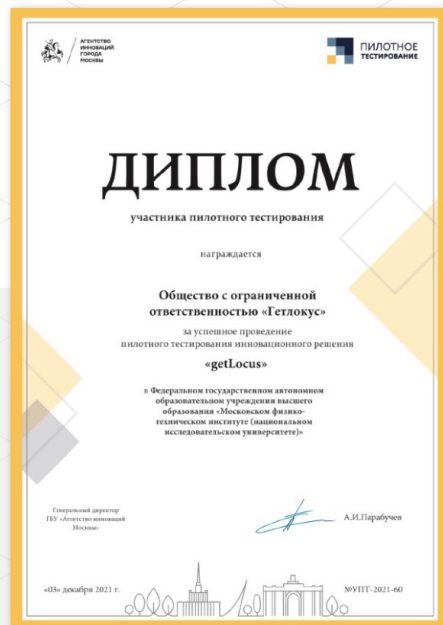 АГЕНТСТВО
ИННОВАЦИЙ
ГОРОДА
МОСКВЫ
ПИЛОТНОЕ
ТЕСТИРОВАНИЕ
ДИПЛОМ
участника пилотного тестирования
награждается
Общество с ограниченной
ответственностью «Гетлокус»
за успешное проведение
пилотного тестирования инновационного решения
«getLocus»
в Федеральном государственном автономном
образовательном учреждении высшего
образования «Московском физико-
техническом институте (национальном
исследовательском университете)»
Генеральный директор
ГБУ «Агентство инноваций
Москвы»
А.И.Парабучев
«03» декабря 2021 г.
№УПТ-2021-60